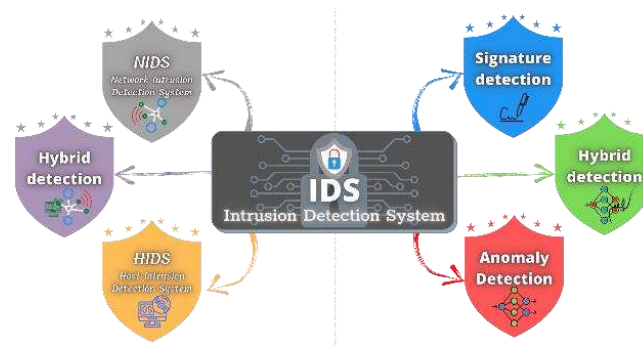 NIDS
Network Intrusion
Detection System
Hybrid
detection
HIDS
Host Intrusion
Detection System
OS
IDS
Intrusion Detection System
Signature
detection
Hybrid
detection
Anomaly
Detection